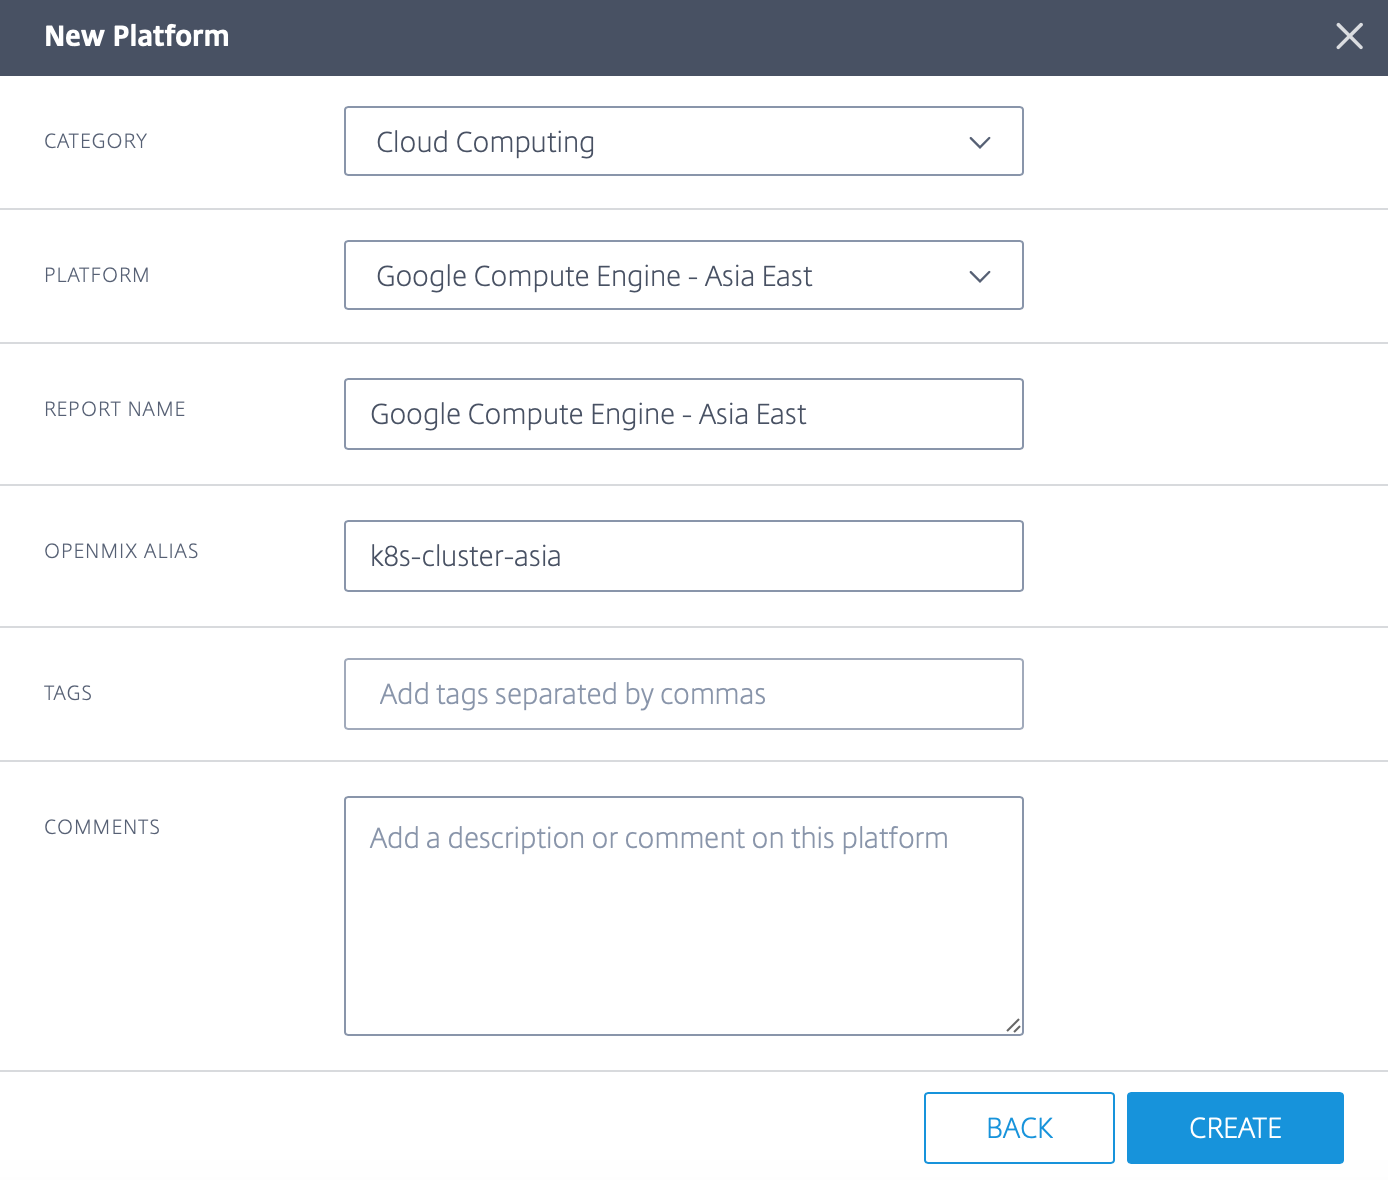 New Platform
CATEGORY
Cloud Computing
PLATFORM
Google Compute Engine - Asia East
REPORT NAME
Google Compute Engine - Asia East
OPENMIX ALIAS
k8s-cluster-asia
TAGS
Add tags separated by commas
COMMENTS
Add a description or comment on this platform
BACK
CREATE